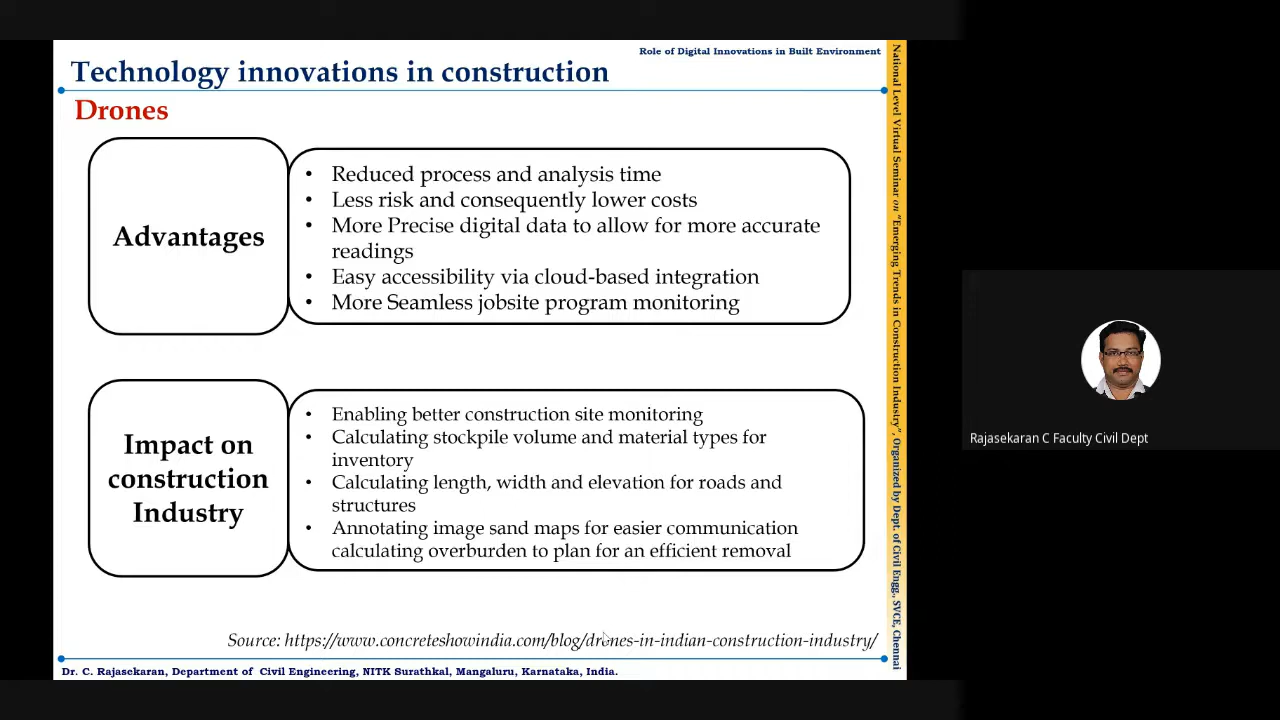 Role of Digital Innovations in Built Environment
Technology innovations in construction
Drones
Advantages
• Reduced process and analysis time
• Less risk and consequently lower costs
• More Precise digital data to allow for more accurate
readings
• Easy accessibility via cloud-based integration
• More Seamless jobsite program monitoring
Impact on
construction
Industry
• Enabling better construction site monitoring
• Calculating stockpile volume and material types for
inventory
• Calculating length, width and elevation for roads and
structures
• Annotating image sand maps for easier communication
calculating overburden to plan for an efficient removal
Source: https://www.concreteshowindia.com/blog/drones-in-indian-construction-industry/
Dr. C. Rajasekaran, Department of Civil Engineering, NITK Surathkal, Mangaluru, Karnataka, India.
National Level Virtual Seminar on "Emerging Trends in Construction Industry", Organized by Dept. of Civil Engg., SVCE, Chennai
Rajasekaran C Faculty Civil Dept